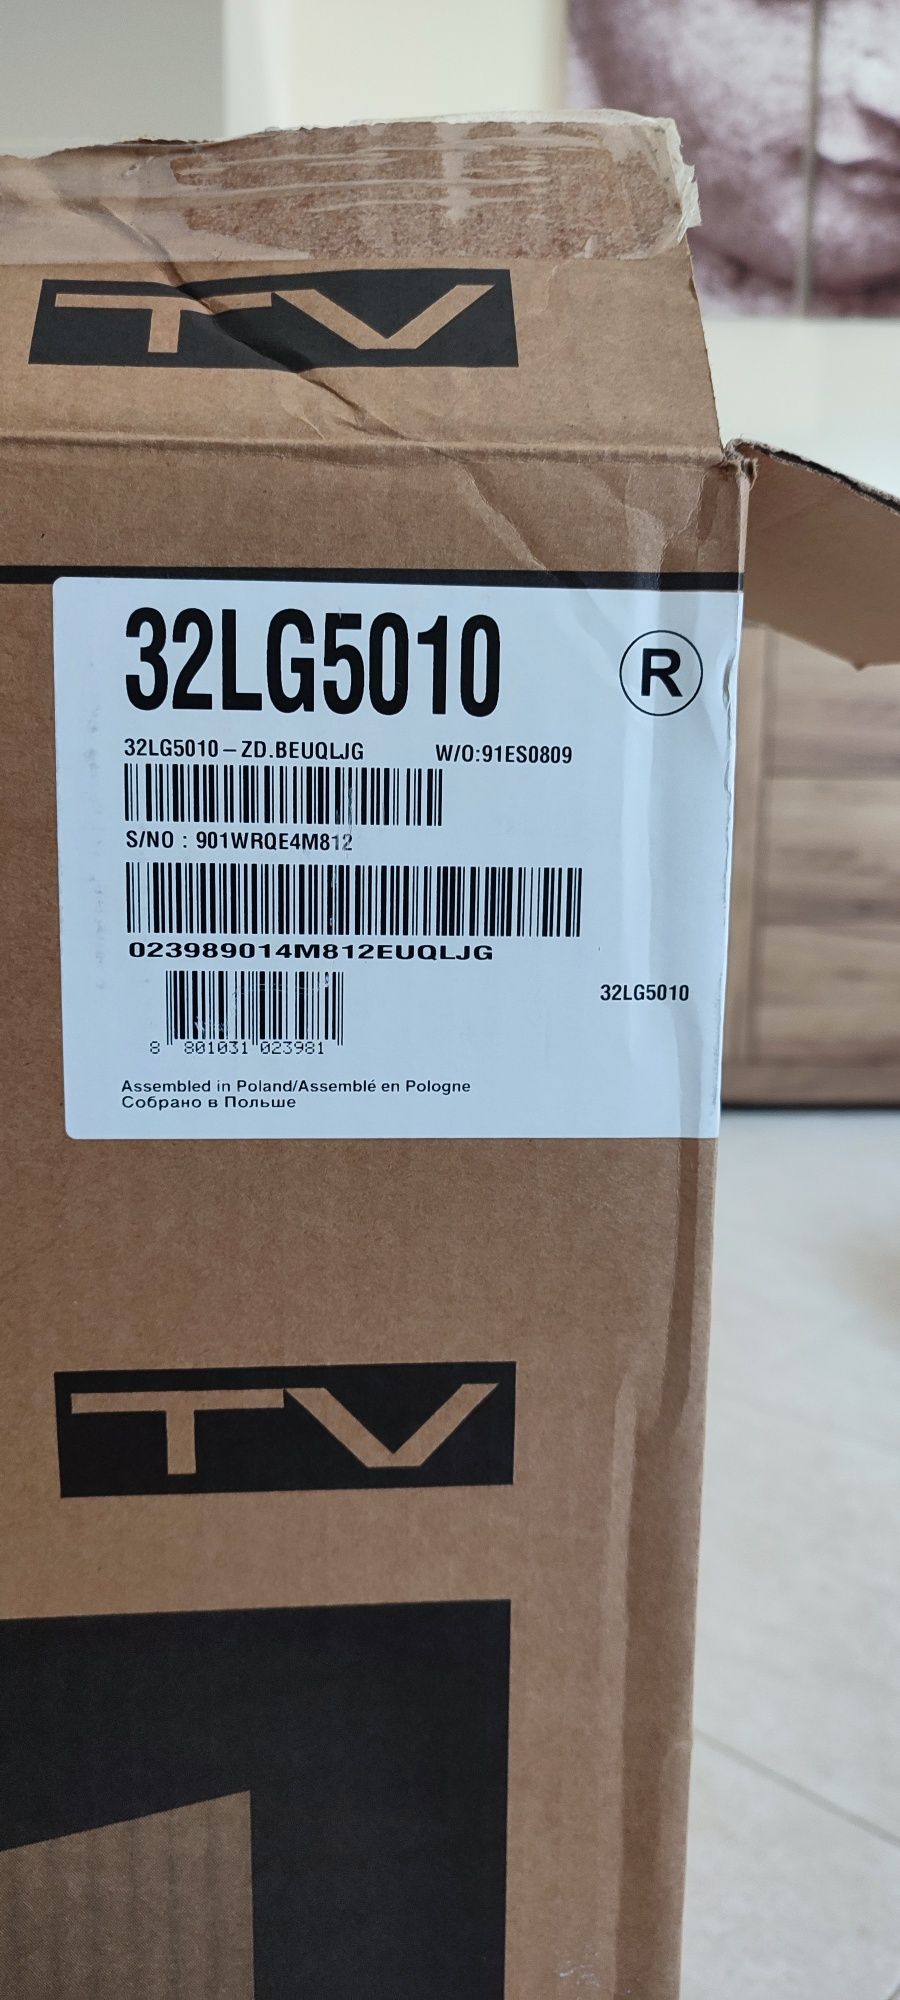 TV
32LG5010
R
32LG5010-ZD.BEUQLJG W/O:91ES0809
S/NO : 901WRQE4M812
023989014M812EUQLJG
8 801031 023981
32LG5010
Assembled in Poland/Assemblé en Pologne
Собрано в Польше
TV